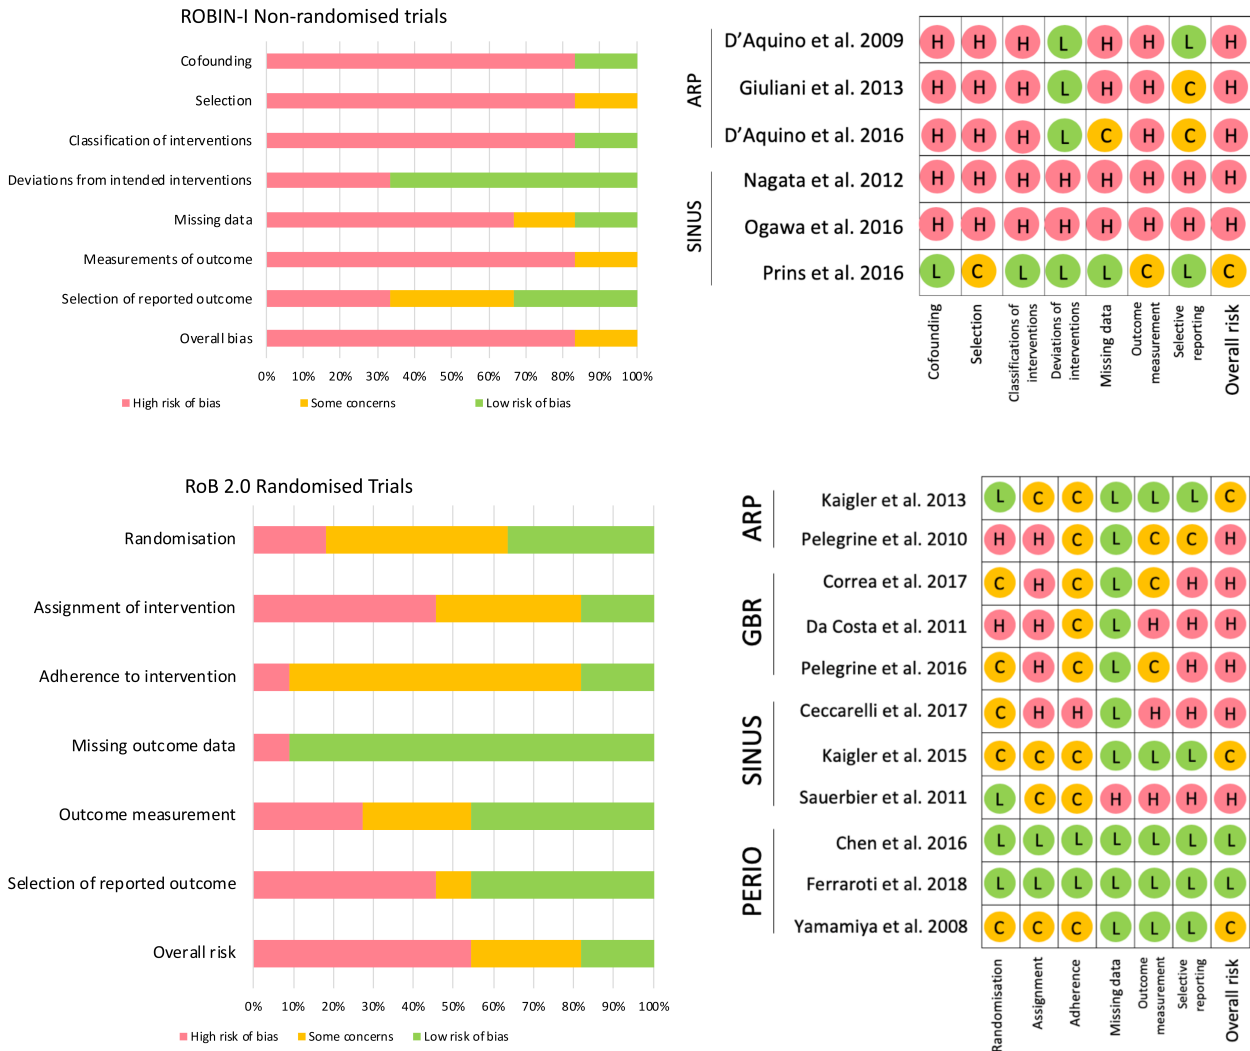 ROBIN-I Non-randomised trials
Cofounding
Selection
Classification of interventions
Deviations from intended interventions
Missing data
Measurements of outcome
Selection of reported outcome
Overall bias
0% 10% 20% 30% 40% 50% 60% 70% 80% 90% 100%
High risk of bias Some concerns Low risk of bias
ARP
D'Aquino et al. 2009 H H H L H H L H
Giuliani et al. 2013 H H H L H H C H
D'Aquino et al. 2016 H H H L C H C H
SINUS
Nagata et al. 2012 H H H H H H H H
Ogawa et al. 2016 H H H H H H H H
Prins et al. 2016 L C L L L C L C
Cofounding
Selection
Classifications of
interventions
Deviations of
interventions
Missing data
Outcome
measurement
Selective
reporting
Overall risk
RoB 2.0 Randomised Trials
Randomisation
Assignment of intervention
Adherence to intervention
Missing outcome data
Outcome measurement
Selection of reported outcome
Overall risk
0% 10% 20% 30% 40% 50% 60% 70% 80% 90% 100%
High risk of bias Some concerns Low risk of bias
ARP
Kaigler et al. 2013 L C C L L L C
Pelegrine et al. 2010 H H C L C C H
GBR
Correa et al. 2017 C H C L C H H
Da Costa et al. 2011 H H C L H H H
Pelegrine et al. 2016 C H C L C H H
SINUS
Ceccarelli et al. 2017 C H H L H H H
Kaigler et al. 2015 C C C L L L C
Sauerbier et al. 2011 L C C H H H H
PERIO
Chen et al. 2016 L L L L L L L
Ferraroti et al. 2018 L L L L L L L
Yamamiya et al. 2008 C C C L L L C
Randomisation
Assignment
Adherence
Missing data
Outcome
measurement
Selective
reporting
Overall risk